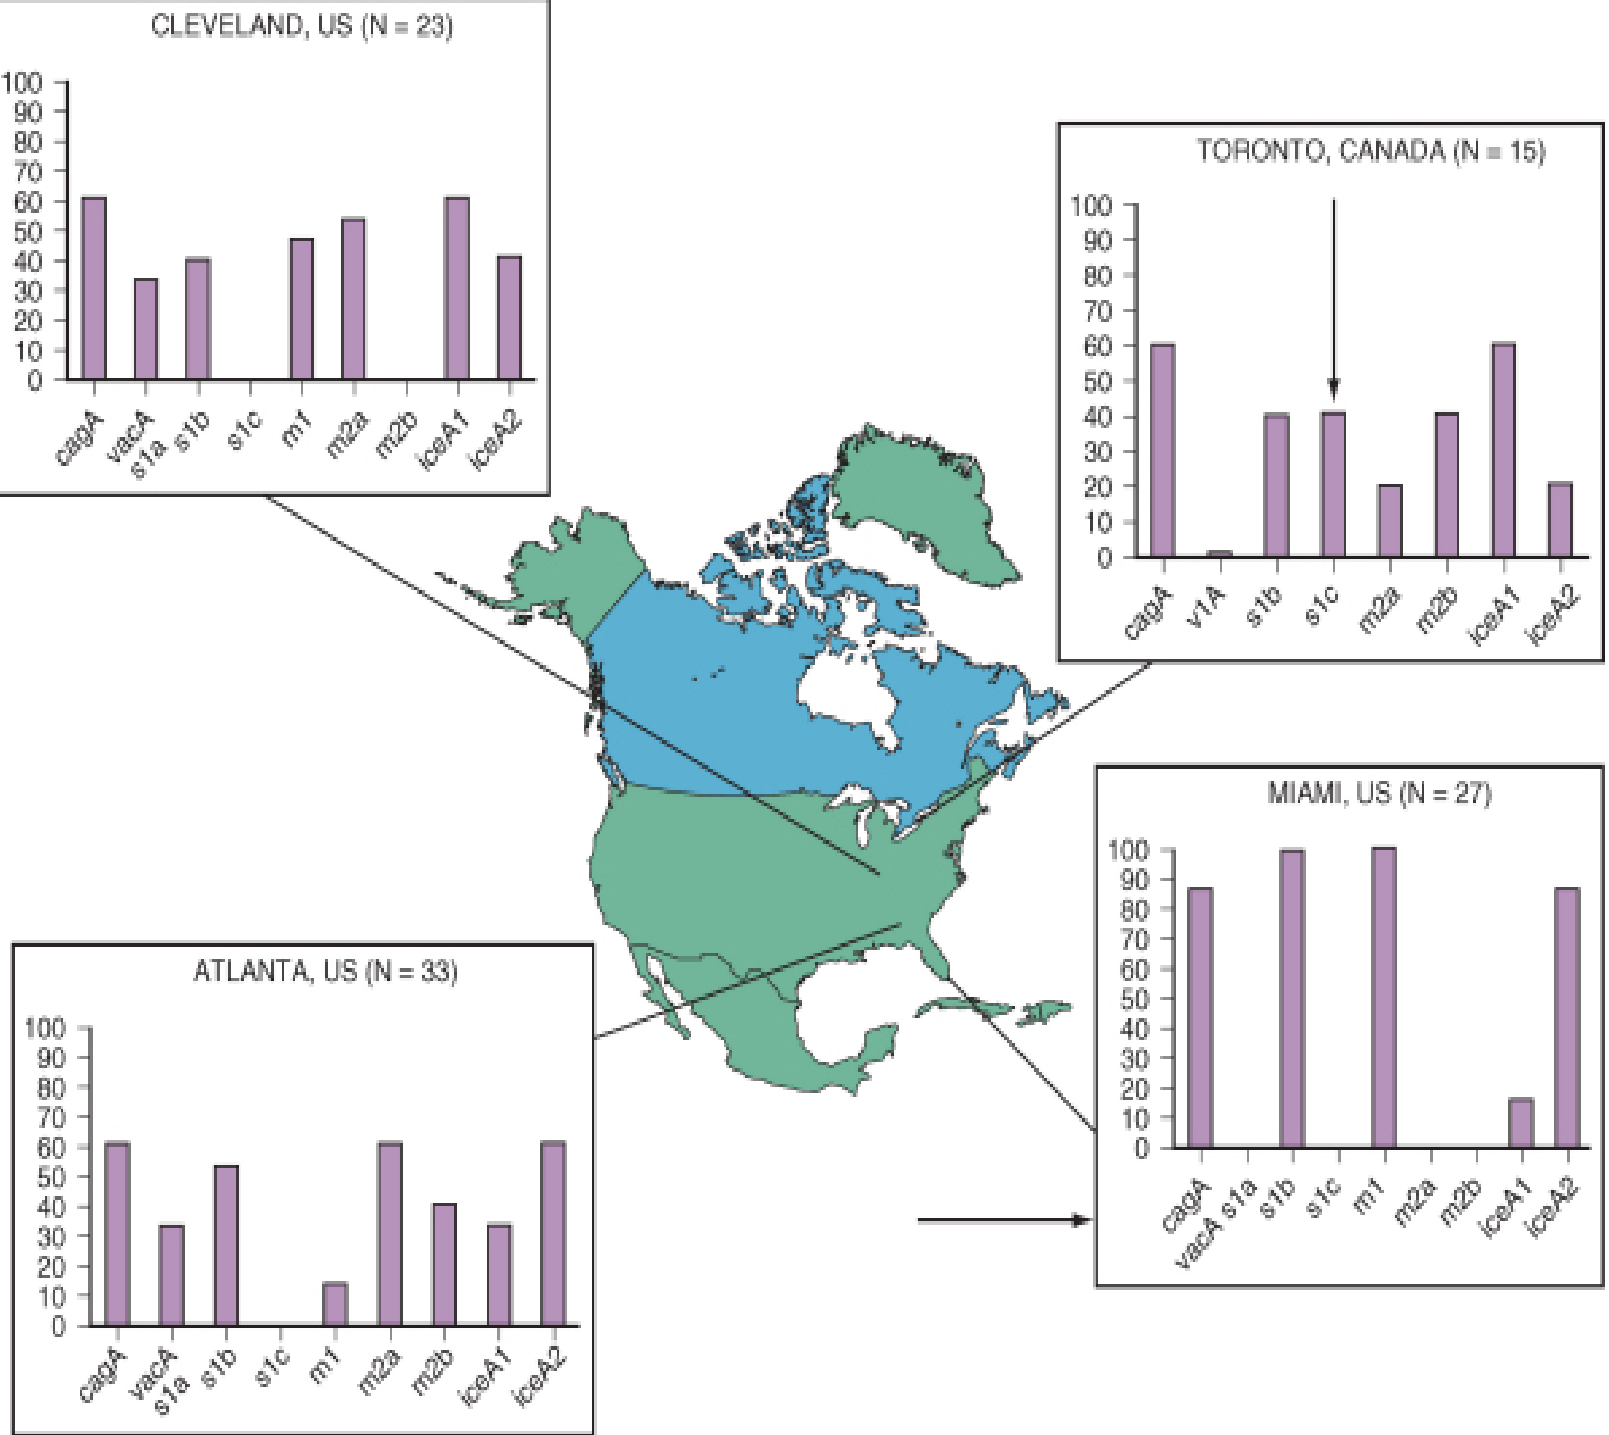 CLEVELAND, US (N = 23)
100
90
80
70
60
50
40
30
20
10
0
cagA
vacA
s1a
s1b
s1c
m1
m2a
m2b
iceA1
iceA2
TORONTO, CANADA (N = 15)
100
90
80
70
60
50
40
30
20
10
0
cagA
v1A
s1b
s1c
m2a
m2b
iceA1
iceA2
MIAMI, US (N = 27)
100
90
80
70
60
50
40
30
20
10
0
cagA
vacA s1a
s1b
s1c
m1
m2a
m2b
iceA1
iceA2
ATLANTA, US (N = 33)
100
90
80
70
60
50
40
30
20
10
0
cagA
vacA
s1a
s1b
s1c
m1
m2a
m2b
iceA1
iceA2